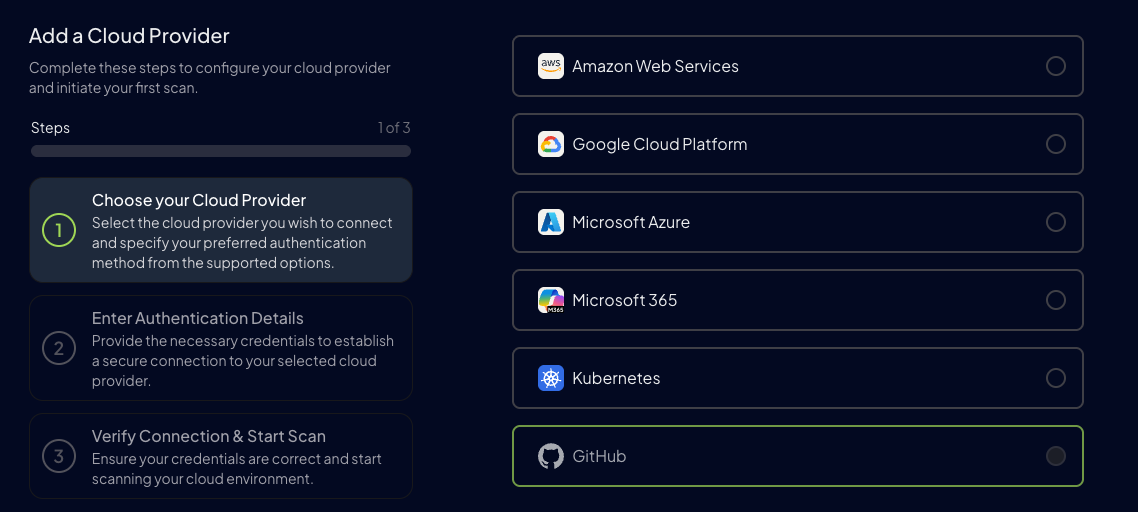 Add a Cloud Provider
Complete these steps to configure your cloud provider
and initiate your first scan.
Steps
1 of 3
1
Choose your Cloud Provider
Select the cloud provider you wish to connect
and specify your preferred authentication
method from the supported options.
2
Enter Authentication Details
Provide the necessary credentials to establish
a secure connection to your selected cloud
provider.
3
Verify Connection & Start Scan
Ensure your credentials are correct and start
scanning your cloud environment.
aws
Amazon Web Services
Google Cloud Platform
Microsoft Azure
M365
Microsoft 365
Kubernetes
GitHub